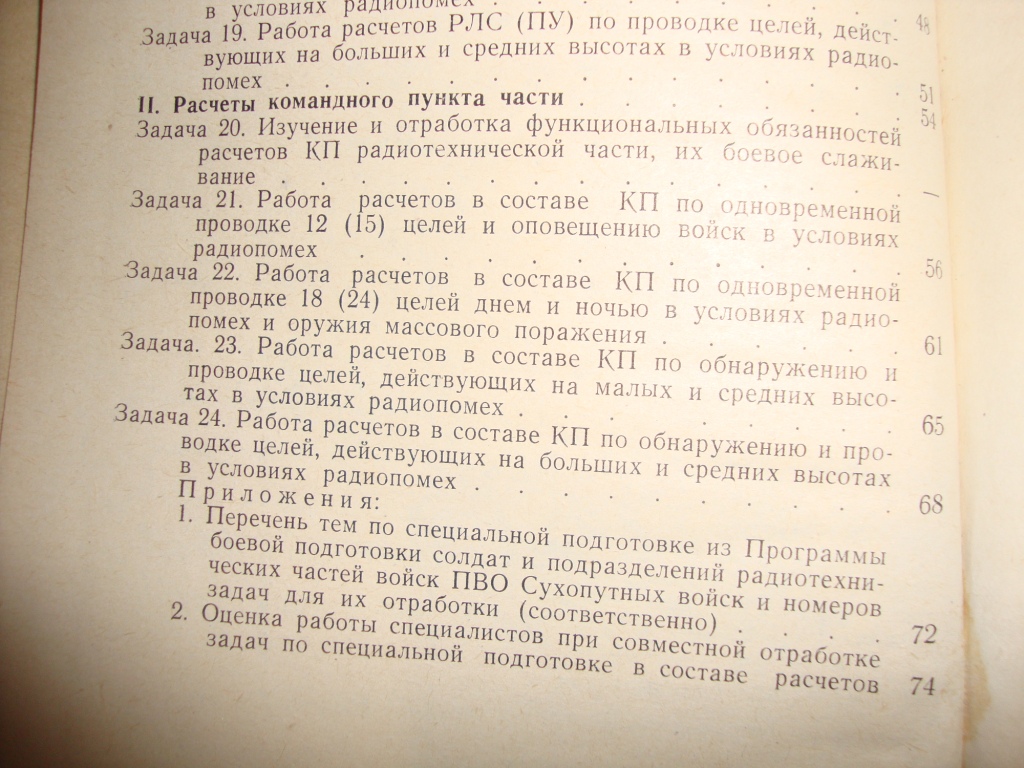 в условиях радиопомех . . . . . . . . . . 48
Задача 19. Работа расчетов РЛС (ПУ) по проводке целей, дейст-
вующих на больших и средних высотах в условиях радио-
помех . . . . . . . . . . . . . . 51
II. Расчеты командного пункта части . . . . . . . 54
Задача 20. Изучение и отработка функциональных обязанностей
расчетов КП радиотехнической части, их боевое слажи-
вание . . . . . . . . . . . . . . —
Задача 21. Работа расчетов в составе КП по одновременной
проводке 12 (15) целей и оповещению войск в условиях
радиопомех . . . . . . . . . . . . 56
Задача 22. Работа расчетов в составе КП по одновременной
проводке 18 (24) целей днем и ночью в условиях радио-
помех и оружия массового поражения . . . . . . 61
Задача. 23. Работа расчетов в составе КП по обнаружению и
проводке целей, действующих на малых и средних высо-
тах в условиях радиопомех . . . . . . . . 65
Задача 24. Работа расчетов в составе КП по обнаружению и про-
водке целей, действующих на больших и средних высотах
в условиях радиопомех . . . . . . . . . 68
Приложения:
1. Перечень тем по специальной подготовке из Программы
боевой подготовки солдат и подразделений радиотехни-
ческих частей войск ПВО Сухопутных войск и номеров
задач для их отработки (соответственно) . . . . 72
2. Оценка работы специалистов при совместной отработке
задач по специальной подготовке в составе расчетов 74